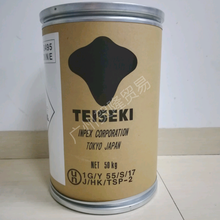 TEISEKI
INPEX CORPORATION
TOKYO JAPAN
NET 50 kg
1G/Y 55/S/17
J/HK/TSP-2